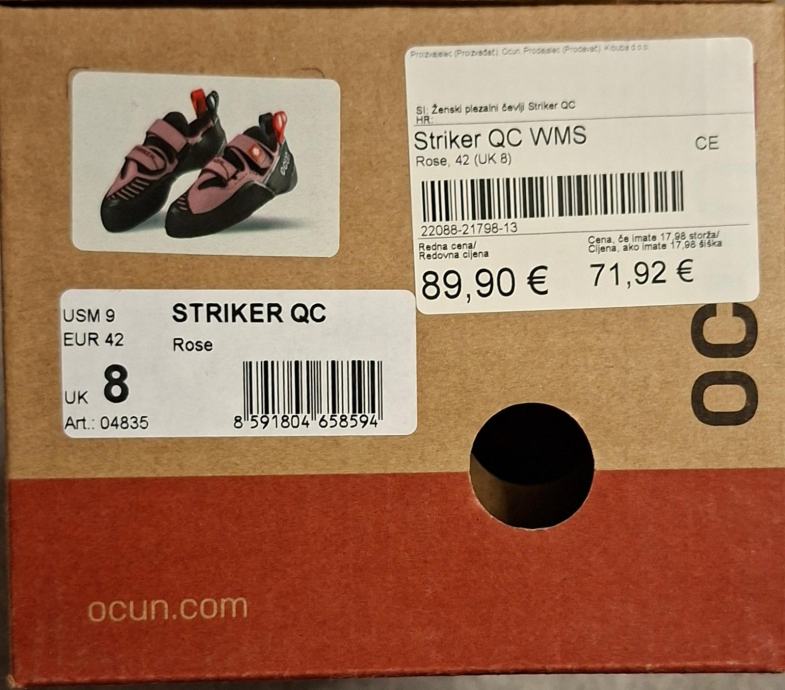 Proizvajalec (Proizvođač): Ocun. Prodajalec (Prodavač): Kibuba d.o.o.
SI: Ženski plezalni čevlji Striker QC
HR:
Striker QC WMS
CE
Rose, 42 (UK 8)
22088-21798-13
Redna cena/
Redovna cijena
Cena, če imate 17,98 storža/
Cijena, ako imate 17,98 šiška
89,90 €
71,92 €
USM 9
STRIKER QC
EUR 42
Rose
UK 8
Art.: 04835
8 591804 658594
OC
ocun.com